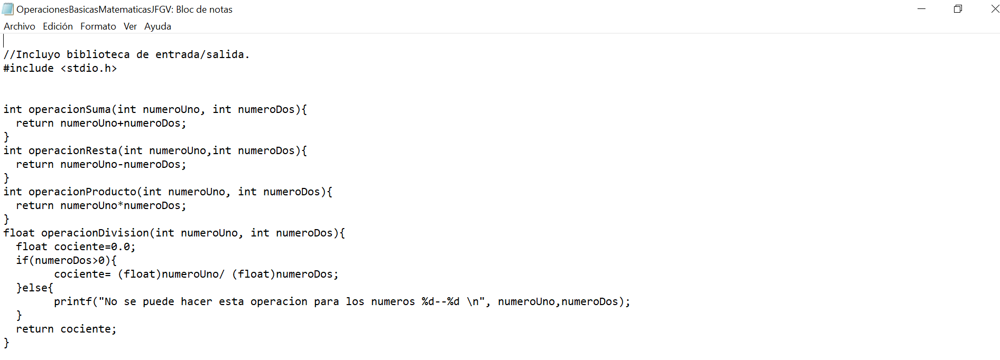 OperacionesBasicasMatematicasJFGV: Bloc de notas
Archivo Edición Formato Ver Ayuda
//Incluyo biblioteca de entrada/salida.
#include <stdio.h>
int operacionSuma(int numeroUno, int numeroDos){
  return numeroUno+numeroDos;
}
int operacionResta(int numeroUno,int numeroDos){
  return numeroUno-numeroDos;
}
int operacionProducto(int numeroUno, int numeroDos){
  return numeroUno*numeroDos;
}
float operacionDivision(int numeroUno, int numeroDos){
  float cociente=0.0;
  if(numeroDos>0){
        cociente= (float)numeroUno/ (float)numeroDos;
  }else{
        printf("No se puede hacer esta operacion para los numeros %d--%d \n", numeroUno,numeroDos);
  }
  return cociente;
}